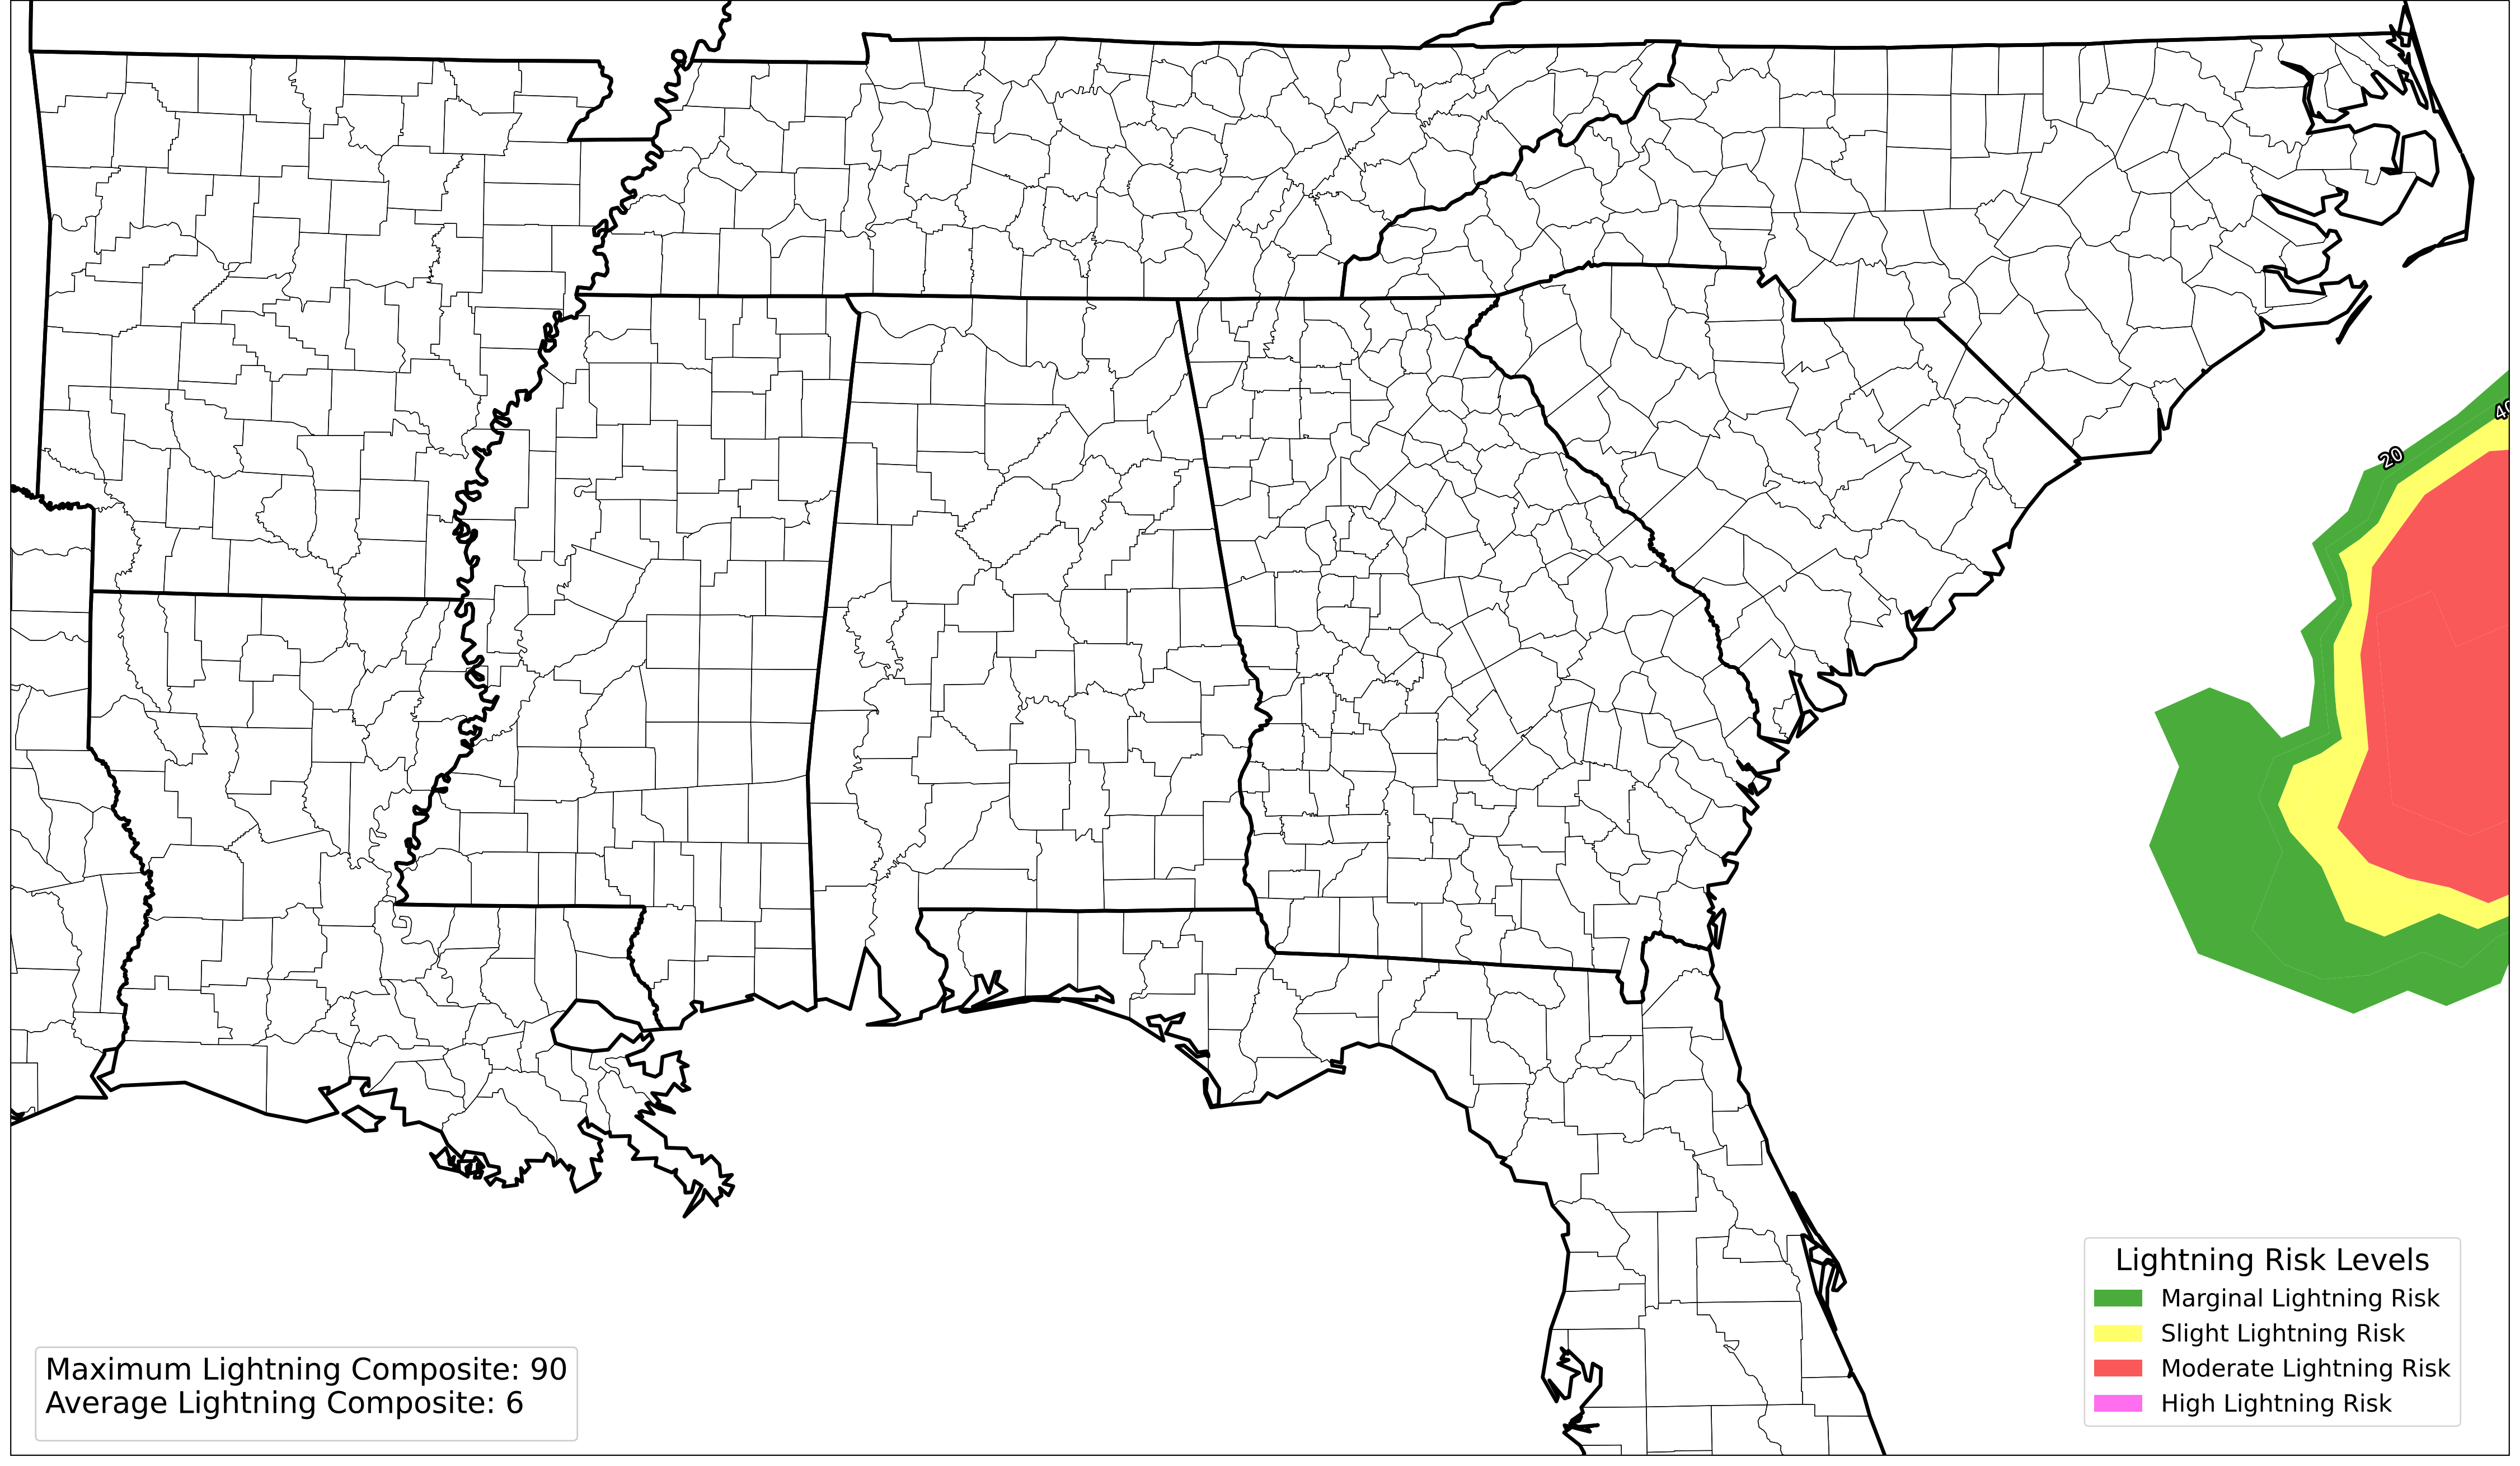 20
Lightning Risk Levels
Marginal Lightning Risk
Slight Lightning Risk
Moderate Lightning Risk
High Lightning Risk
Maximum Lightning Composite: 90
Average Lightning Composite: 6